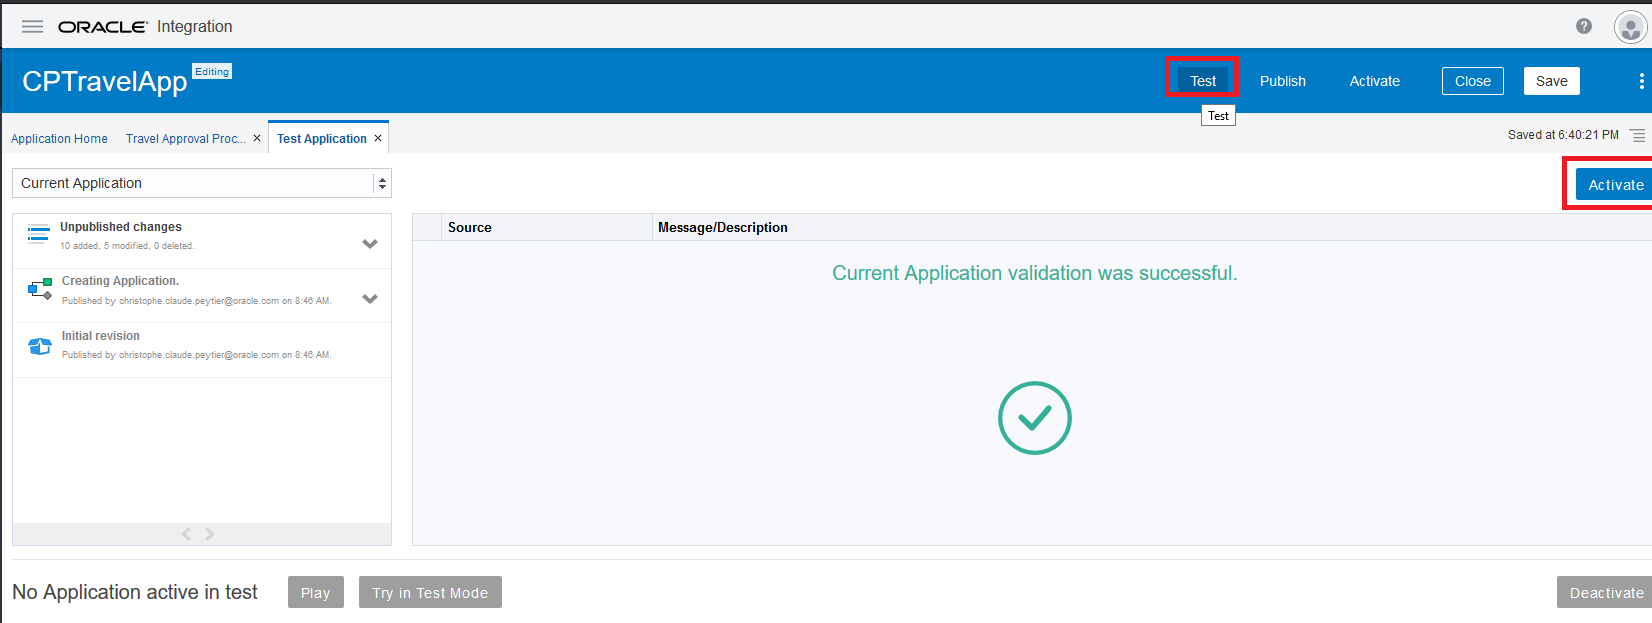 ORACLE Integration
?
CPTravelApp Editing
Test Publish Activate Close Save
Test
Application Home Travel Approval Proc... × Test Application ×
Saved at 6:40:21 PM
Current Application
Activate
Unpublished changes
10 added, 5 modified, 0 deleted.
Creating Application.
Published by christophe.claude.peytier@oracle.com on 8:46 AM.
Initial revision
Published by christophe.claude.peytier@oracle.com on 8:46 AM.
Source Message/Description
Current Application validation was successful.
No Application active in test Play Try in Test Mode Deactivate